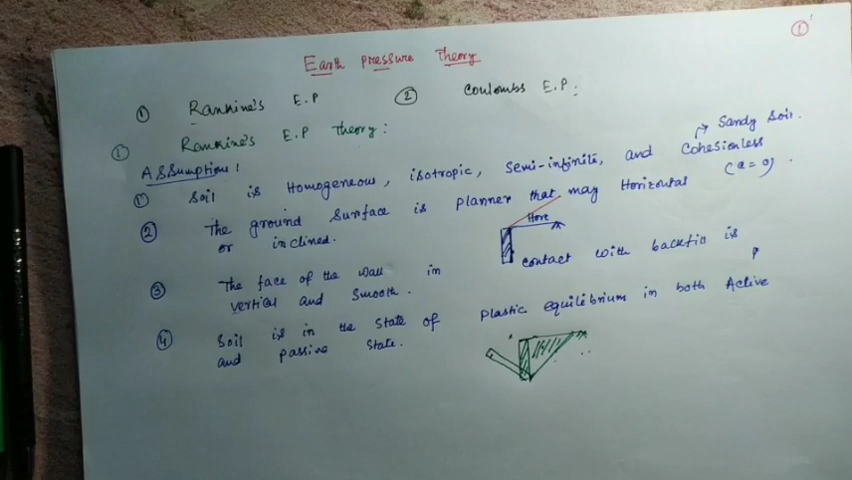 ①
Earth Pressure Theory
① Rankine's E.P ② Coulombs E.P:
① Rankine's E.P Theory:
Assumptions:
→ Sandy Soil.
① Soil is Homogeneous, isotropic, Semi-infinite, and Cohesionless (c = 0).
② The ground Surface is planner that may Horizontal
or inclined.
Hore
③ The face of the Wall in contact with backfill is
vertical and Smooth.
④ Soil is in the State of plastic equilibrium in both Active
and passive State.